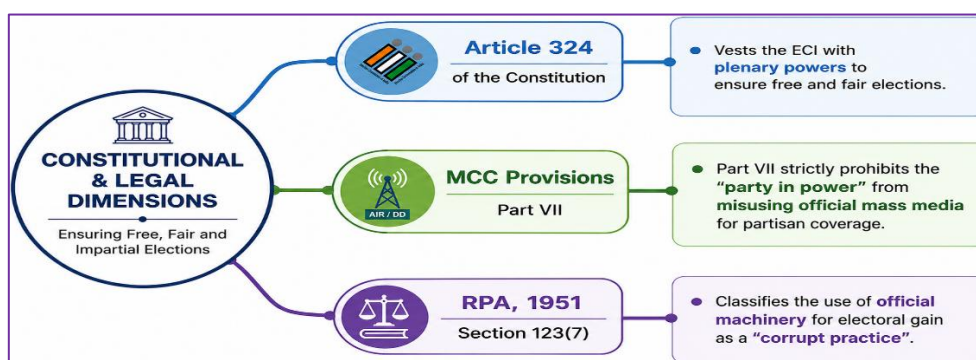 CONSTITUTIONAL
& LEGAL
DIMENSIONS
Ensuring Free, Fair and
Impartial Elections
Article 324
of the Constitution
• Vests the ECI with
plenary powers to
ensure free and fair elections.
AIR / DD
MCC Provisions
Part VII
• Part VII strictly prohibits the
“party in power” from
misusing official mass media
for partisan coverage.
RPA, 1951
Section 123(7)
• Classifies the use of official
machinery for electoral gain
as a “corrupt practice”.